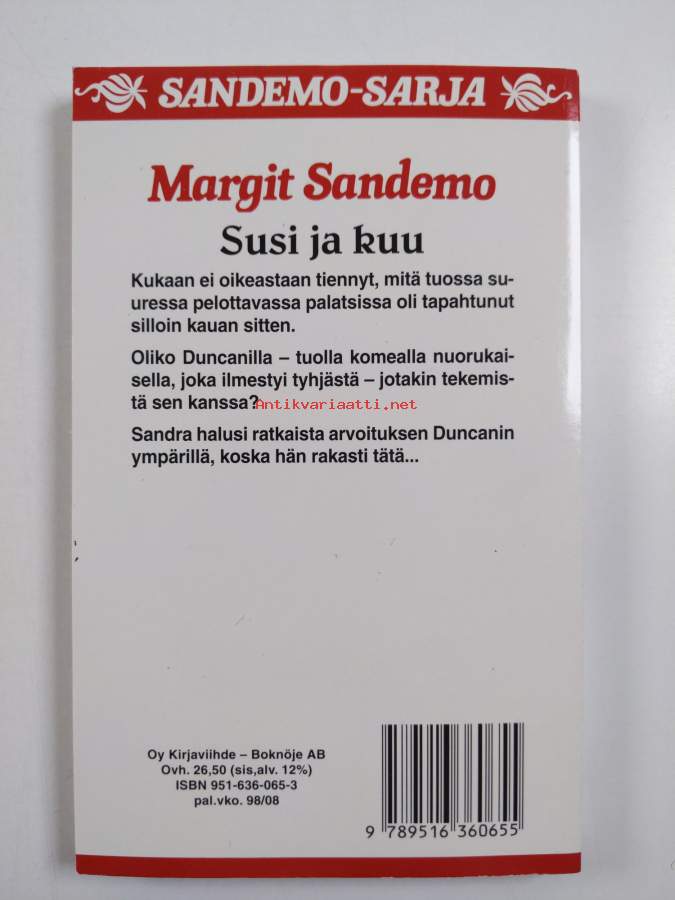 SANDEMO-SARJA
Margit Sandemo
Susi ja kuu
Kukaan ei oikeastaan tiennyt, mitä tuossa su-
uressa pelottavassa palatsissa oli tapahtunut
silloin kauan sitten.
Oliko Duncanilla – tuolla komealla nuorukai-
sella, joka ilmestyi tyhjästä – jotakin tekemis-
tä sen kanssa?
Antikvariaatti.net
Sandra halusi ratkaista arvoituksen Duncanin
ympärillä, koska hän rakasti tätä...
Oy Kirjaviihde – Boknöje AB
Ovh. 26,50 (sis,alv. 12%)
ISBN 951-636-065-3
pal.vko. 98/08
9 789516 360655